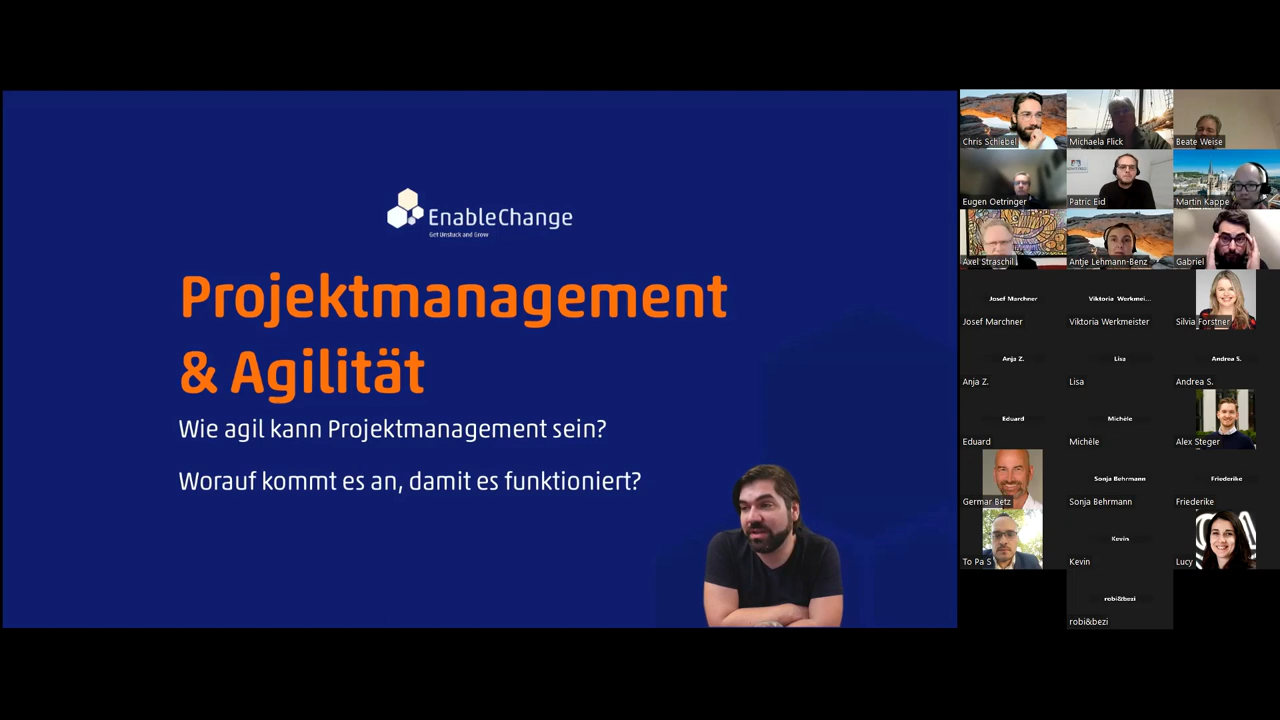 EnableChange
Get Unstuck and Grow
Projektmanagement
& Agilität
Wie agil kann Projektmanagement sein?
Worauf kommt es an, damit es funktioniert?
Chris Schiebel
Michaela Flick
Beate Weise
Eugen Oetringer
Patric Eid
Martin Kappe
Axel Straschil
Antje Lehmann-Benz
Gabriel
Josef Marchner
Viktoria Werkmei...
Josef Marchner
Viktoria Werkmeister
Silvia Forstner
Anja Z.
Lisa
Andrea S.
Anja Z.
Lisa
Andrea S.
Eduard
Michèle
Eduard
Michèle
Alex Steger
Sonja Behrmann
Friederike
Germar Betz
Sonja Behrmann
Friederike
Kevin
To Pa S
Kevin
Lucy
robi&bezi
robi&bezi